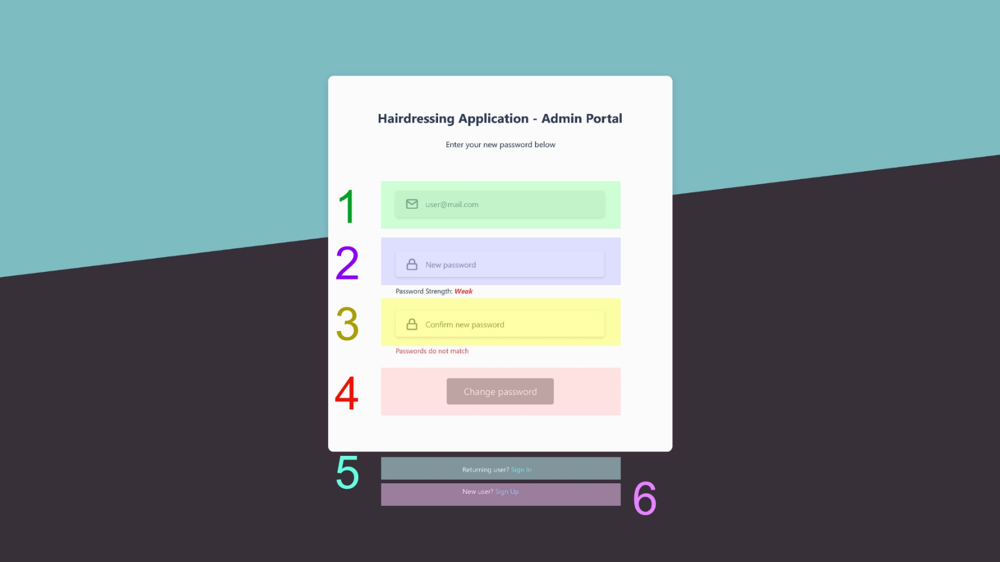 Hairdressing Application - Admin Portal
Enter your new password below
1
user@mail.com
2
New password
Password Strength: Weak
3
Confirm new password
Passwords do not match
4
Change password
5
Returning user? Sign In
New user? Sign Up
6